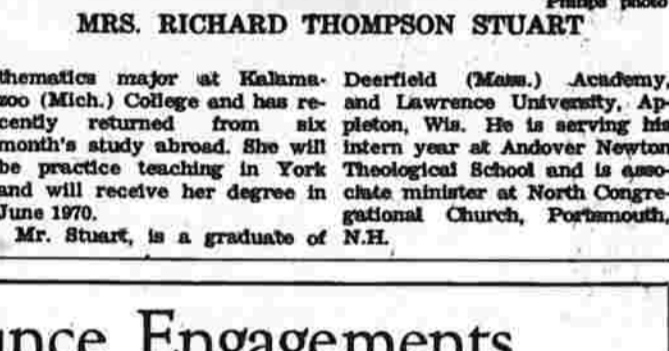 Philips photo
MRS. RICHARD THOMPSON STUART
thematics major at Kalama-
zoo (Mich.) College and has re-
cently returned from six
month's study abroad. She will
be practice teaching in York
and will receive her degree in
June 1970.
Mr. Stuart, is a graduate of
Deerfield (Mass.) Academy,
and Lawrence University, Ap
pleton, Wis. He is serving his
intern year at Andover Newton
Theological School and is asso-
ciate minister at North Congre
gational Church, Portsmouth,
N.H.
unce Engagements